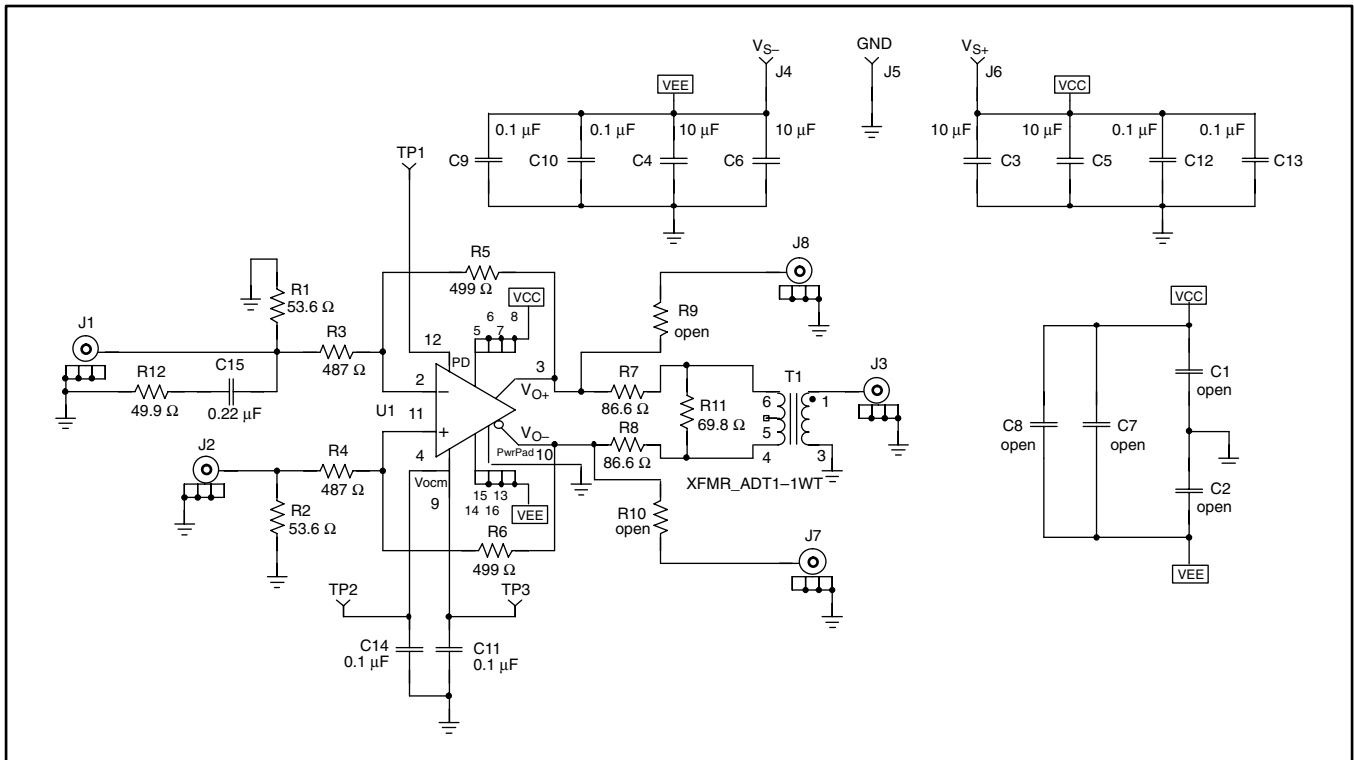 VS–
J4
GND
J5
VS+
J6
VEE
VCC
0.1 µF
0.1 µF
10 µF
10 µF
10 µF
10 µF
0.1 µF
0.1 µF
C9
C10
C4
C6
C3
C5
C12
C13
TP1
J8
R5
499 Ω
VCC
R1
53.6 Ω
R9
open
6
8
5
7
J1
R3
487 Ω
12
PD
3
VO+
R12
49.9 Ω
C15
0.22 µF
2
–
U1
11
+
R7
86.6 Ω
R11
69.8 Ω
T1
6
5
4
1
3
J3
XFMR_ADT1–1WT
VO–
R8
86.6 Ω
J2
R4
487 Ω
4
Vocm
9
PwrPad
10
15
13
14
16
VEE
R2
53.6 Ω
R6
499 Ω
R10
open
J7
TP2
TP3
C14
0.1 µF
C11
0.1 µF
VCC
C1
open
C8
open
C7
open
C2
open
VEE